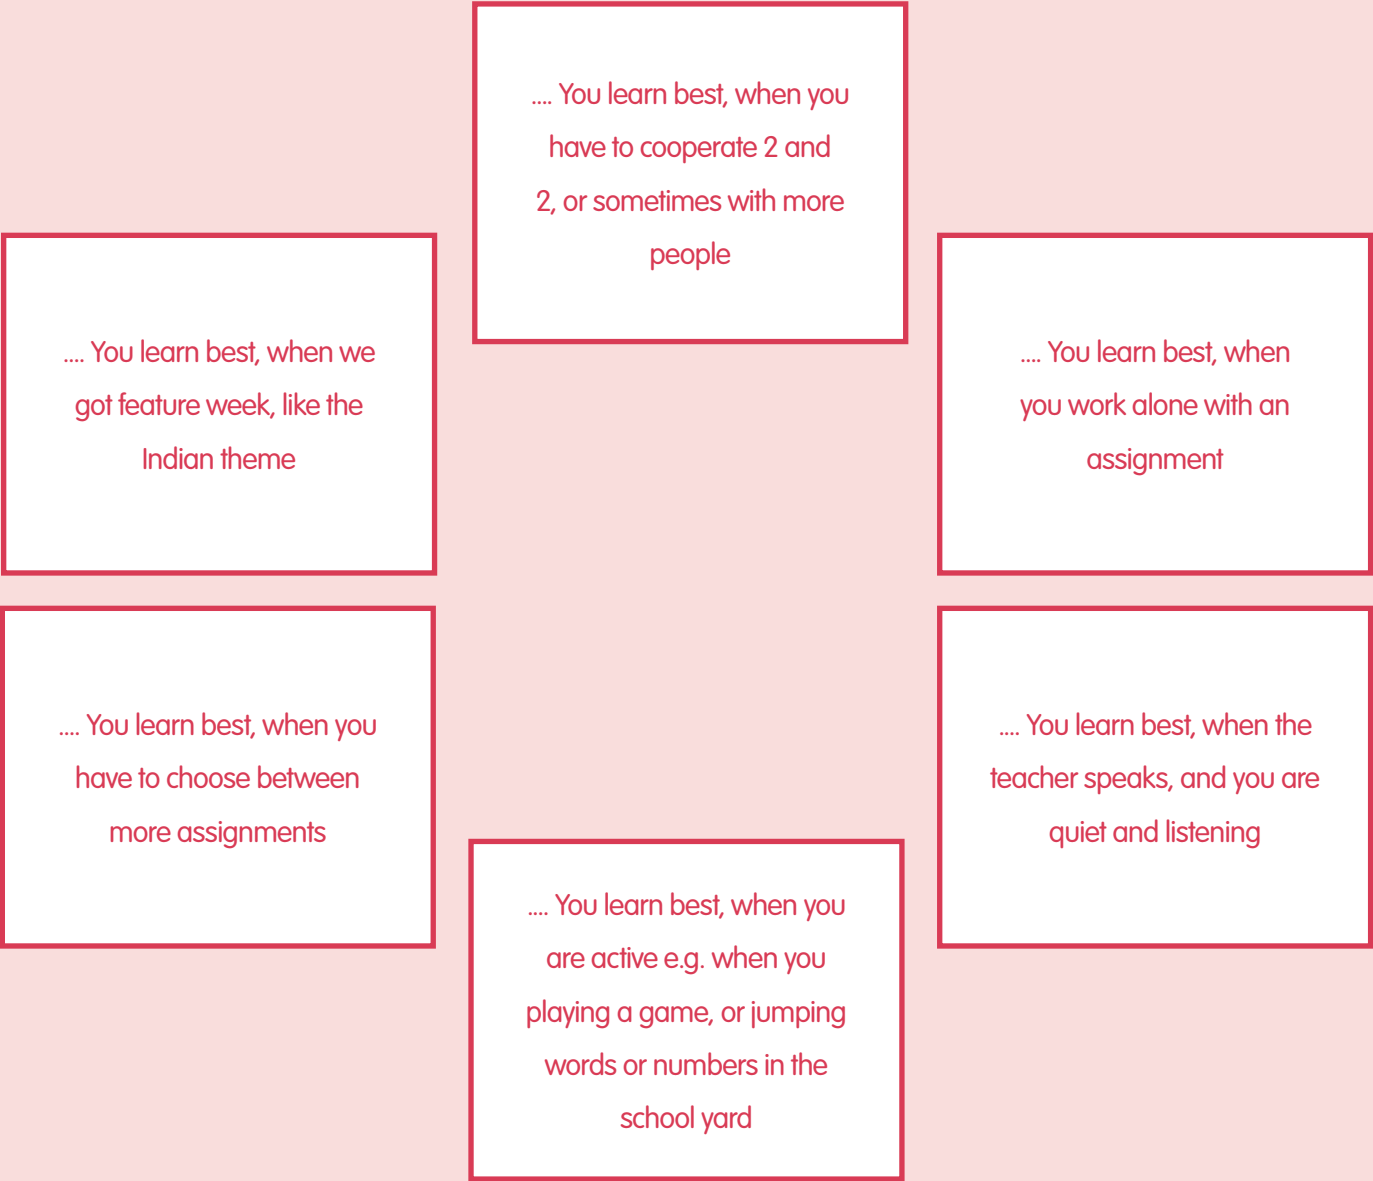 .... You learn best, when you
have to cooperate 2 and
2, or sometimes with more
people
.... You learn best, when we
got feature week, like the
Indian theme
.... You learn best, when
you work alone with an
assignment
.... You learn best, when you
have to choose between
more assignments
.... You learn best, when the
teacher speaks, and you are
quiet and listening
.... You learn best, when you
are active e.g. when you
playing a game, or jumping
words or numbers in the
school yard